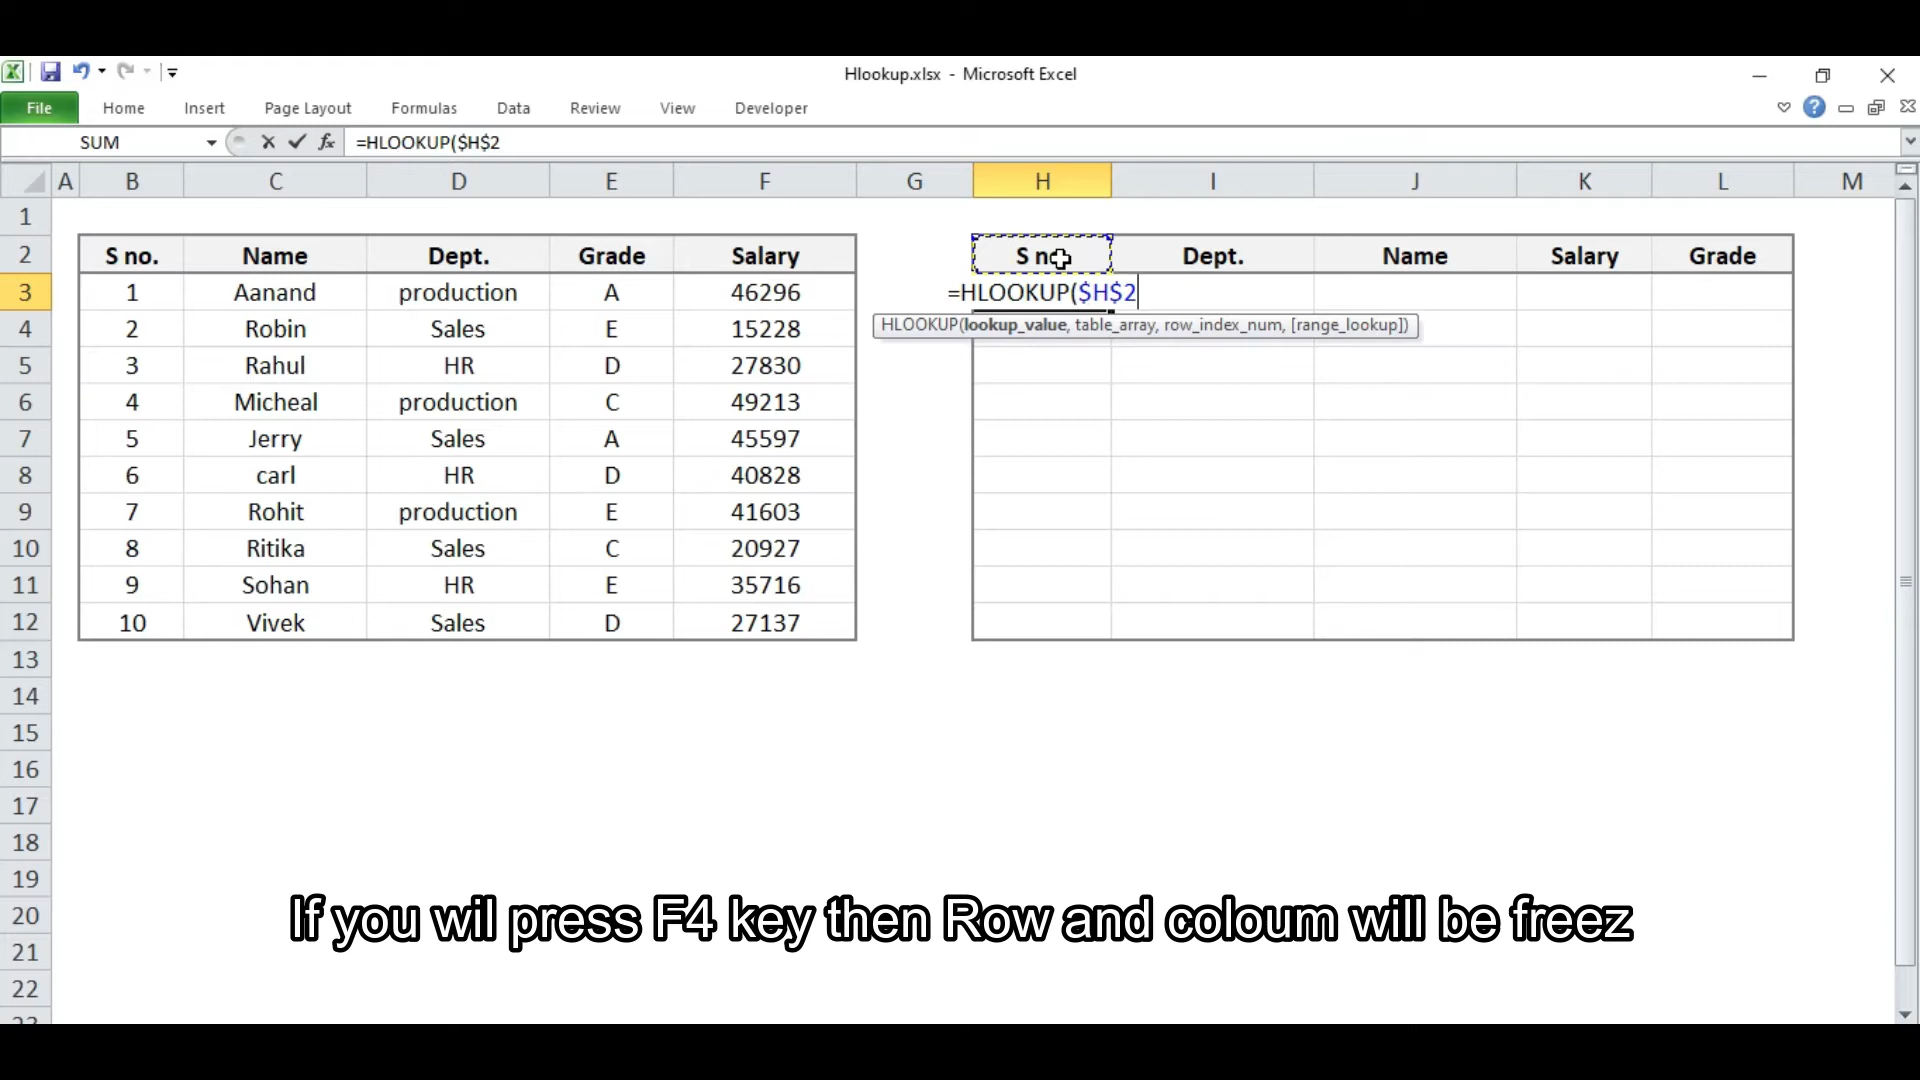 Hlookup.xlsx - Microsoft Excel
File Home Insert Page Layout Formulas Data Review View Developer
SUM fx =HLOOKUP($H$2
A B C D E F G H I J K L M
1
2 S no. Name Dept. Grade Salary S no Dept. Name Salary Grade
3 1 Aanand production A 46296 =HLOOKUP($H$2
HLOOKUP(lookup_value, table_array, row_index_num, [range_lookup])
4 2 Robin Sales E 15228
5 3 Rahul HR D 27830
6 4 Micheal production C 49213
7 5 Jerry Sales A 45597
8 6 carl HR D 40828
9 7 Rohit production E 41603
10 8 Ritika Sales C 20927
11 9 Sohan HR E 35716
12 10 Vivek Sales D 27137
13
14
15
16
17
18
19
20
If you wil press F4 key then Row and coloum will be freez
21
22